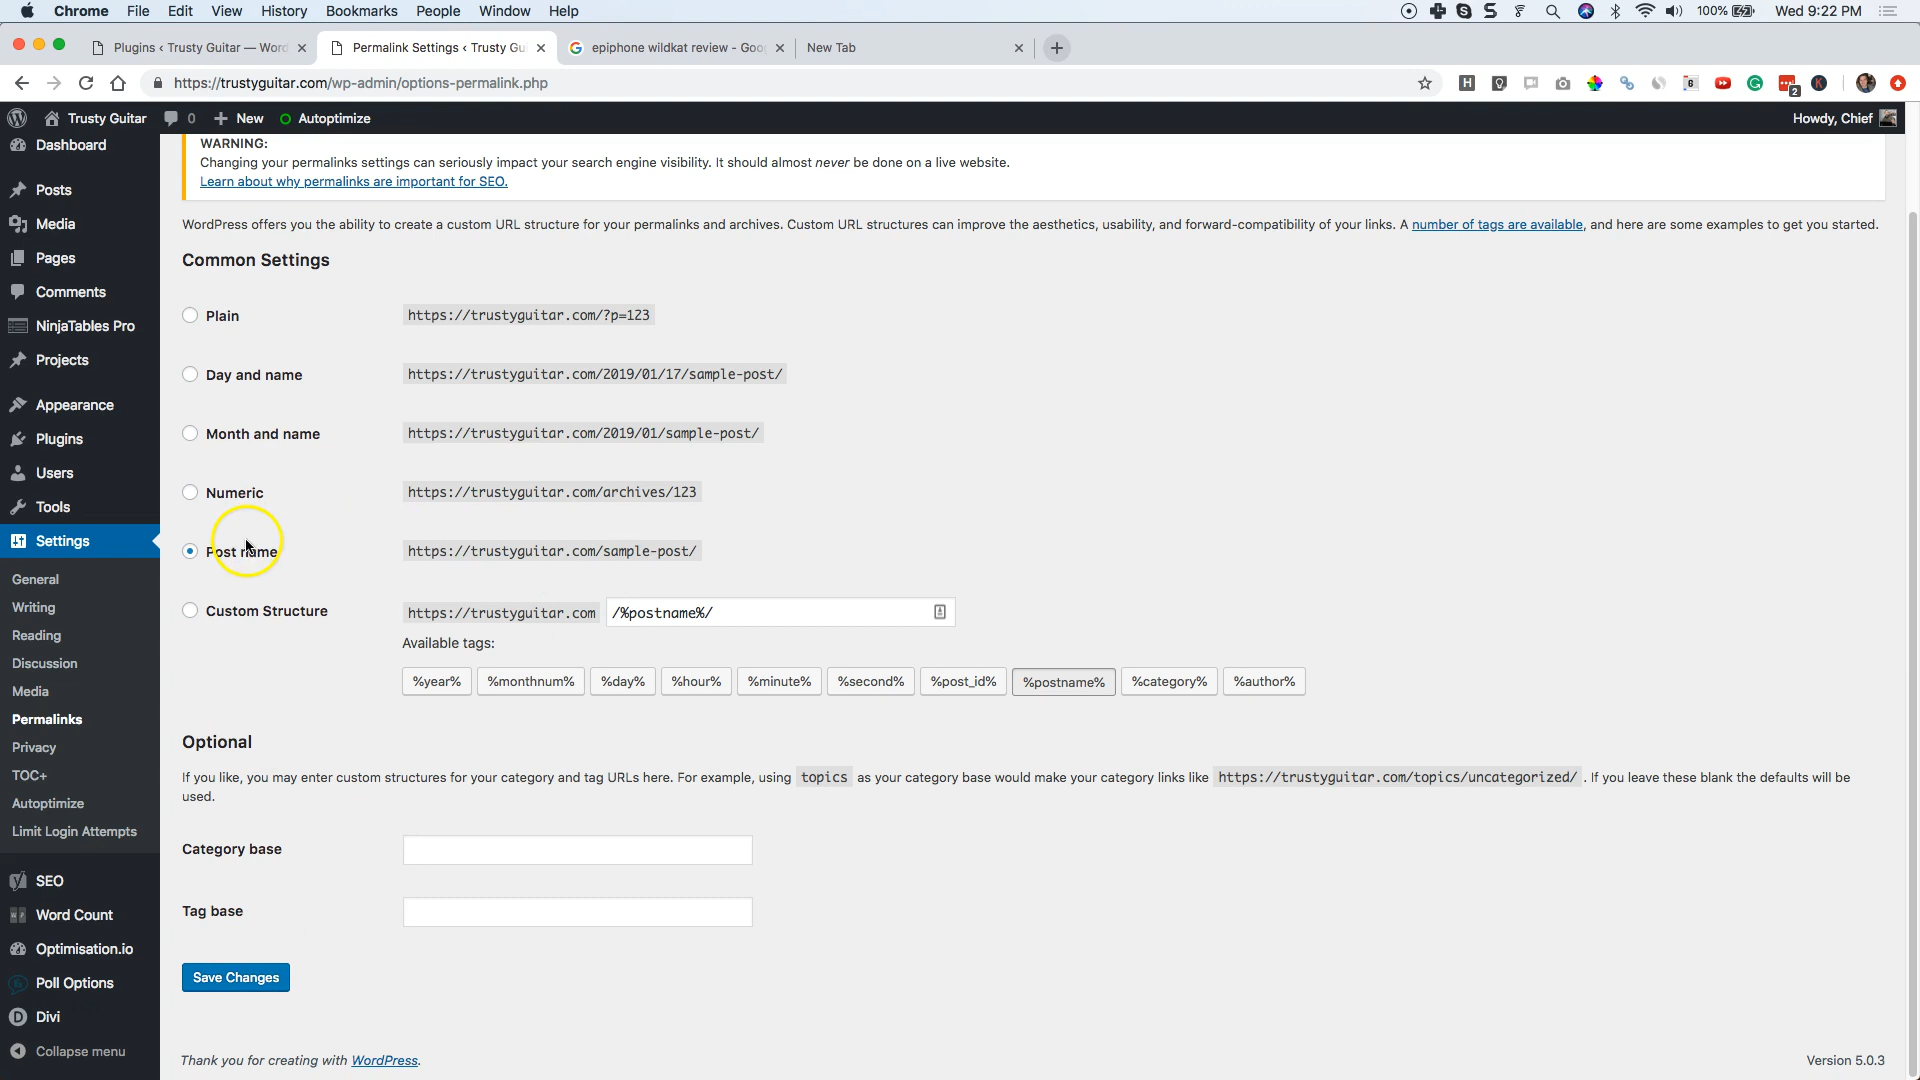 Chrome File Edit View History Bookmarks People Window Help 100% Wed 9:22 PM
Plugins ‹ Trusty Guitar — Word Permalink Settings ‹ Trusty Gu epiphone wildkat review - Goo New Tab
https://trustyguitar.com/wp-admin/options-permalink.php
Trusty Guitar 0 New Autoptimize Howdy, Chief
Dashboard
Posts
Media
Pages
Comments
NinjaTables Pro
Projects
Appearance
Plugins
Users
Tools
Settings
General
Writing
Reading
Discussion
Media
Permalinks
Privacy
TOC+
Autoptimize
Limit Login Attempts
SEO
Word Count
Optimisation.io
Poll Options
Divi
Collapse menu
WARNING:
Changing your permalinks settings can seriously impact your search engine visibility. It should almost never be done on a live website.
Learn about why permalinks are important for SEO.
WordPress offers you the ability to create a custom URL structure for your permalinks and archives. Custom URL structures can improve the aesthetics, usability, and forward-compatibility of your links. A number of tags are available, and here are some examples to get you started.
Common Settings
Plain https://trustyguitar.com/?p=123
Day and name https://trustyguitar.com/2019/01/17/sample-post/
Month and name https://trustyguitar.com/2019/01/sample-post/
Numeric https://trustyguitar.com/archives/123
Post name https://trustyguitar.com/sample-post/
Custom Structure https://trustyguitar.com /%postname%/
Available tags:
%year% %monthnum% %day% %hour% %minute% %second% %post_id% %postname% %category% %author%
Optional
If you like, you may enter custom structures for your category and tag URLs here. For example, using topics as your category base would make your category links like https://trustyguitar.com/topics/uncategorized/ . If you leave these blank the defaults will be
used.
Category base
Tag base
Save Changes
Thank you for creating with WordPress. Version 5.0.3